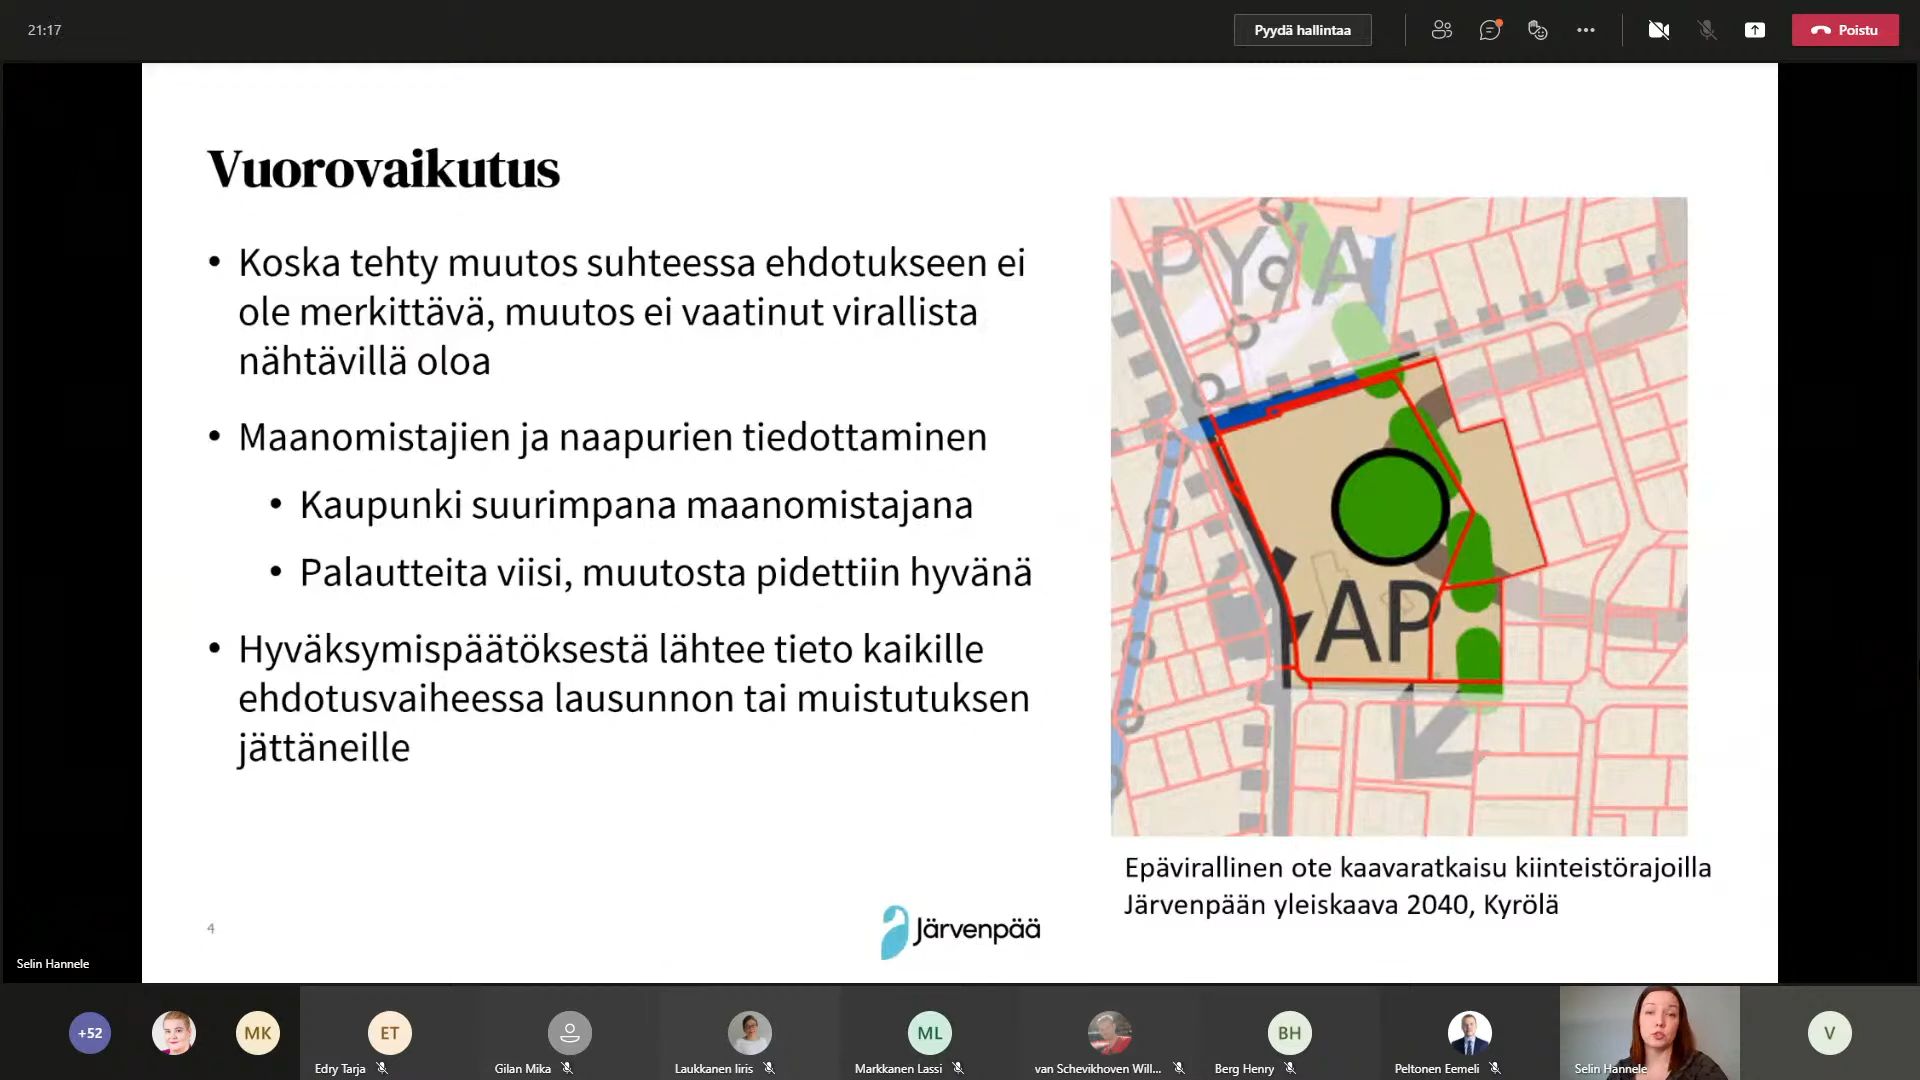 21:17
Pyydä hallintaa
Poistu
Vuorovaikutus
• Koska tehty muutos suhteessa ehdotukseen ei
ole merkittävä, muutos ei vaatinut virallista
nähtävillä oloa
• Maanomistajien ja naapurien tiedottaminen
• Kaupunki suurimpana maanomistajana
• Palautteita viisi, muutosta pidettiin hyvänä
• Hyväksymispäätöksestä lähtee tieto kaikille
ehdotusvaiheessa lausunnon tai muistutuksen
jättäneille
AP
Epävirallinen ote kaavaratkaisu kiinteistörajoilla
Järvenpään yleiskaava 2040, Kyrölä
4
Järvenpää
Selin Hannele
+52
MK
ET
ML
BH
V
Edry Tarja
Gilan Mika
Laukkanen Iiris
Markkanen Lassi
van Schevikhoven Will...
Berg Henry
Peltonen Eemeli
Selin Hannele